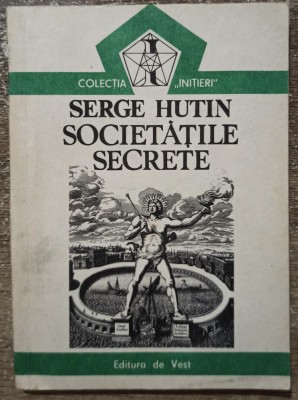 COLECȚIA „INIȚIERI"
SERGE HUTIN
SOCIETĂȚILE
SECRETE
Editura de Vest